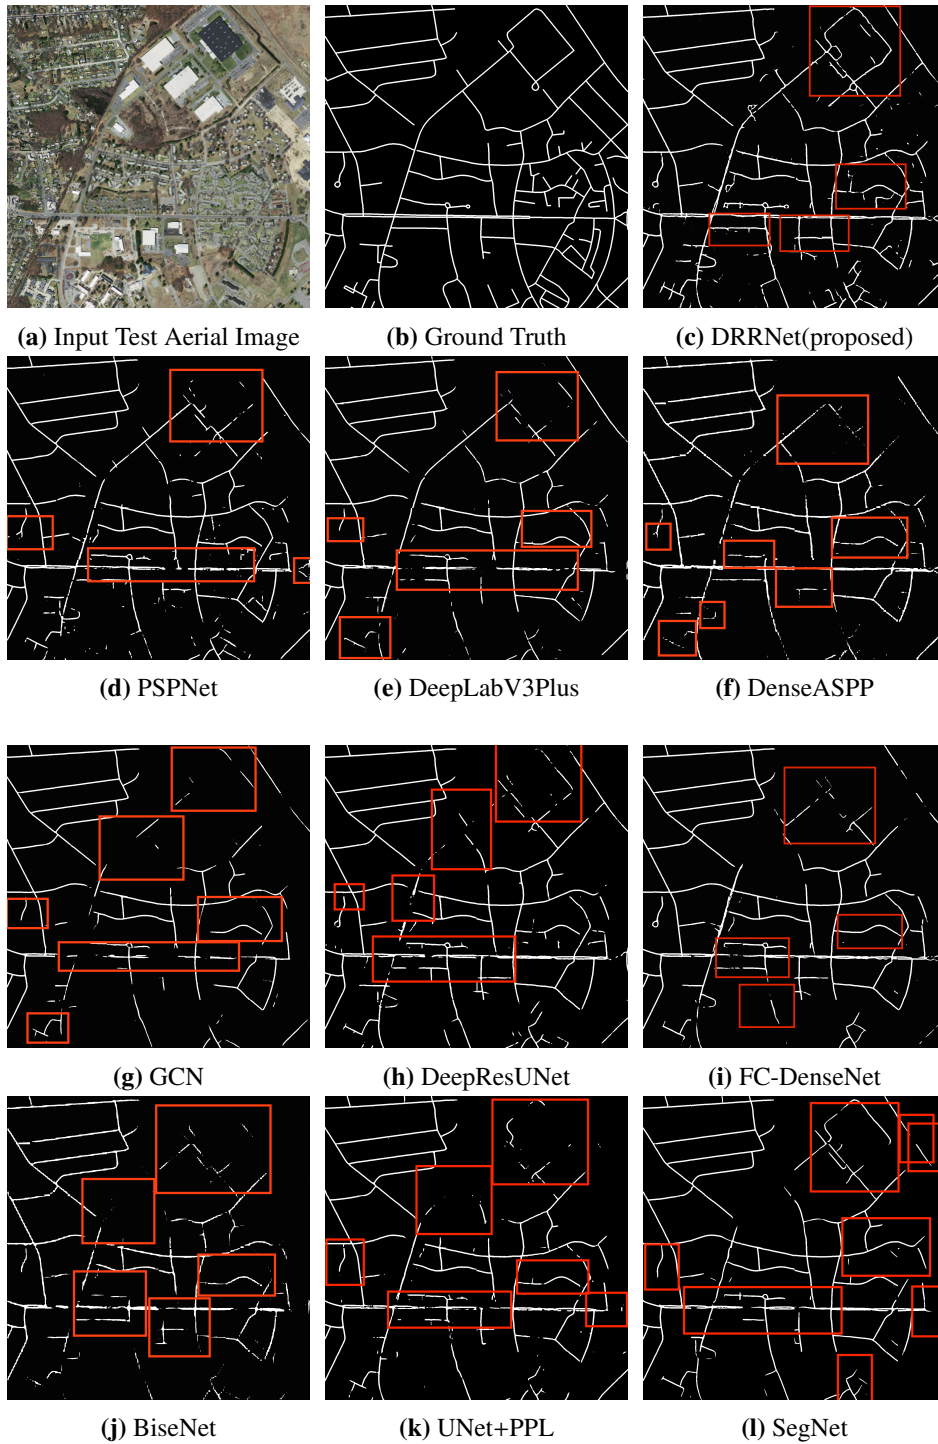 (a) Input Test Aerial Image
(b) Ground Truth
(c) DRRNet(proposed)
(d) PSPNet
(e) DeepLabV3Plus
(f) DenseASPP
(g) GCN
(h) DeepResUNet
(i) FC-DenseNet
(j) BiseNet
(k) UNet+PPL
(l) SegNet